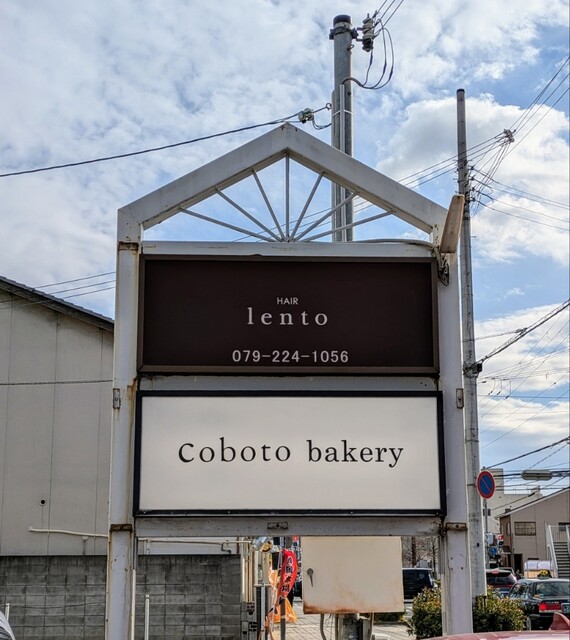 HAIR
lento
079-224-1056
coboto bakery